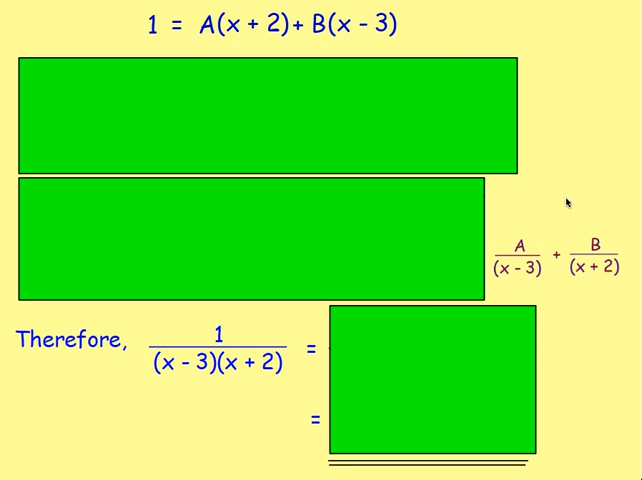 1 = A(x + 2) + B(x - 3)
A/(x - 3) + B/(x + 2)
Therefore, 1/((x - 3)(x + 2)) =
=